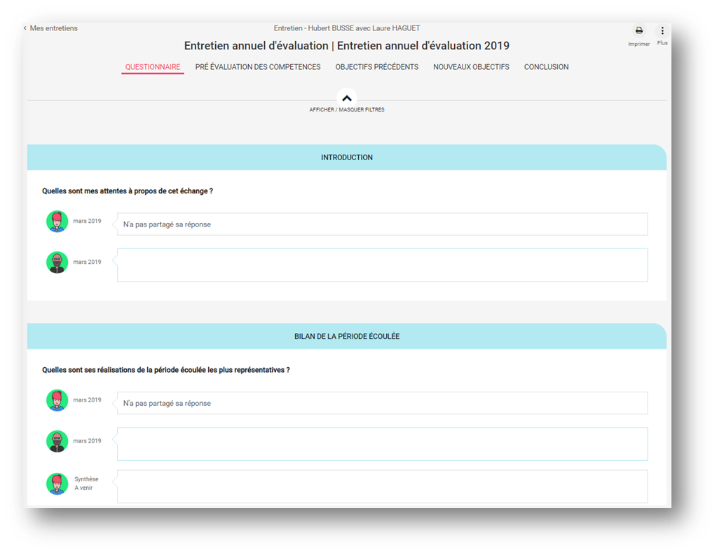 ‹ Mes entretiens
Entretien - Hubert BUSSE avec Laure HAGUET
Imprimer
Plus
Entretien annuel d'évaluation | Entretien annuel d'évaluation 2019
QUESTIONNAIRE PRÉ ÉVALUATION DES COMPETENCES OBJECTIFS PRÉCÉDENTS NOUVEAUX OBJECTIFS CONCLUSION
AFFICHER / MASQUER FILTRES
INTRODUCTION
Quelles sont mes attentes à propos de cet échange ?
mars 2019
N'a pas partagé sa réponse
mars 2019
BILAN DE LA PÉRIODE ÉCOULÉE
Quelles sont ses réalisations de la période écoulée les plus représentatives ?
mars 2019
N'a pas partagé sa réponse
mars 2019
Synthèse
A venir